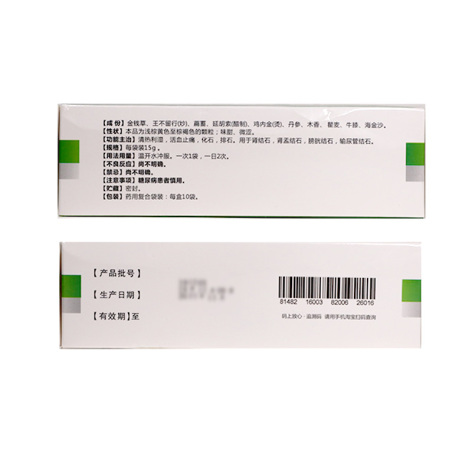 【成 份】金钱草、王不留行(炒)、萹蓄、延胡索(醋制)、鸡内金(烫)、丹参、木香、瞿麦、牛膝、海金沙。
【性状】本品为浅棕黄色至棕褐色的颗粒；味甜、微涩。
【功能主治】清热利湿，活血止痛，化石，排石。用于肾结石，肾盂结石，膀胱结石，输尿管结石。
【规格】每袋装15g。
【用法用量】温开水冲服。一次1袋，一日2次。
【不良反应】尚不明确。
【禁忌】尚不明确。
【注意事项】糖尿病患者慎用。
【贮藏】密封。
【包装】药用复合袋装：每盒10袋。
【产品批号】
【生产日期】
【有效期】至
81482 16003 82006 26016
码上放心·追溯码 请用手机淘宝扫码查询